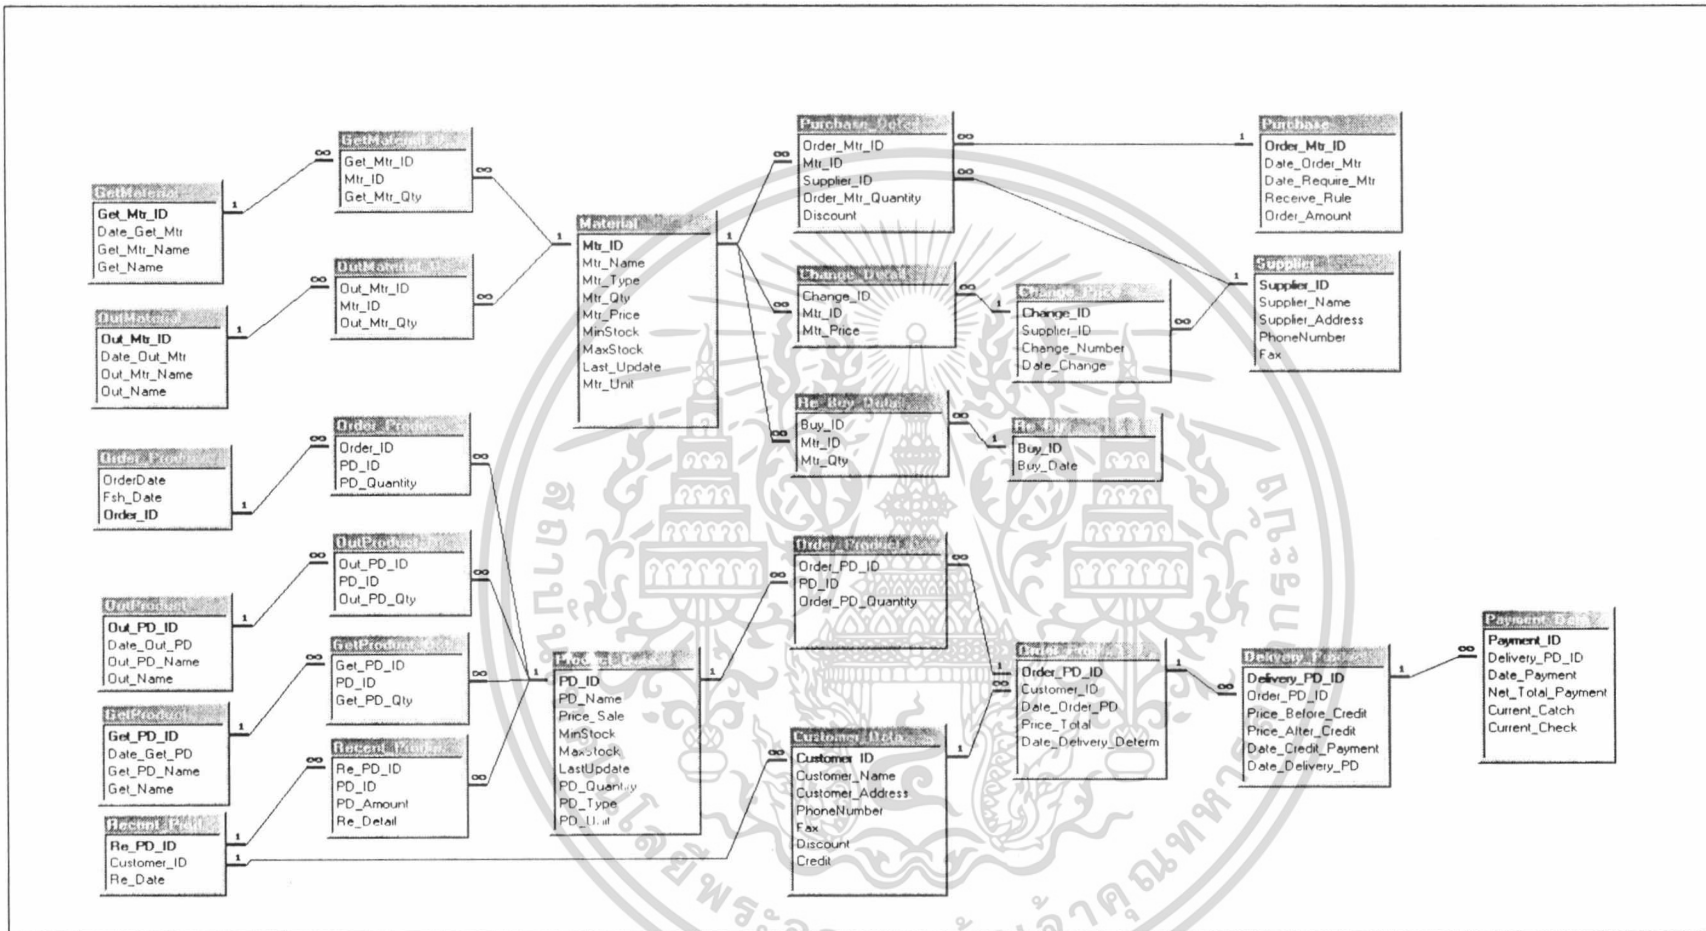 GetMaterial
Get_Mtr_ID
Date_Get_Mtr
Get_Mtr_Name
Get_Name
OutMaterial
Out_Mtr_ID
Date_Out_Mtr
Out_Mtr_Name
Out_Name
OrderDate
Fsh_Date
Order_ID
OutProduct
Out_PD_ID
Date_Out_PD
Out_PD_Name
Out_Name
GetProduct
Get_PD_ID
Date_Get_PD
Get_PD_Name
Get_Name
Re_PD_ID
Customer_ID
Re_Date
Get_Mtr_ID
Mtr_ID
Get_Mtr_Qty
Out_Mtr_ID
Mtr_ID
Out_Mtr_Qty
Order_ID
PD_ID
PD_Quantity
Out_PD_ID
PD_ID
Out_PD_Qty
Get_PD_ID
PD_ID
Get_PD_Qty
Re_PD_ID
PD_ID
PD_Amount
Re_Detail
Material
Mtr_ID
Mtr_Name
Mtr_Type
Mtr_Qty
Mtr_Price
MinStock
MaxStock
Last_Update
Mtr_Unit
PD_ID
PD_Name
Price_Sale
MinStock
MaxStock
LastUpdate
PD_Quantity
PD_Type
PD_Unit
Order_Mtr_ID
Mtr_ID
Supplier_ID
Order_Mtr_Quantity
Discount
Change_ID
Mtr_ID
Mtr_Price
Buy_ID
Mtr_ID
Mtr_Qty
Order_PD_ID
PD_ID
Order_PD_Quantity
Customer_ID
Customer_Name
Customer_Address
PhoneNumber
Fax
Discount
Credit
Change_ID
Supplier_ID
Change_Number
Date_Change
Buy_ID
Buy_Date
Order_PD_ID
Customer_ID
Date_Order_PD
Price_Total
Date_Delivery_Determ
Purchase
Order_Mtr_ID
Date_Order_Mtr
Date_Require_Mtr
Receive_Rule
Order_Amount
Supplier
Supplier_ID
Supplier_Name
Supplier_Address
PhoneNumber
Fax
Delivery_PD_ID
Order_PD_ID
Price_Before_Credit
Price_After_Credit
Date_Credit_Payment
Date_Delivery_PD
Payment_ID
Delivery_PD_ID
Date_Payment
Net_Total_Payment
Current_Catch
Current_Check